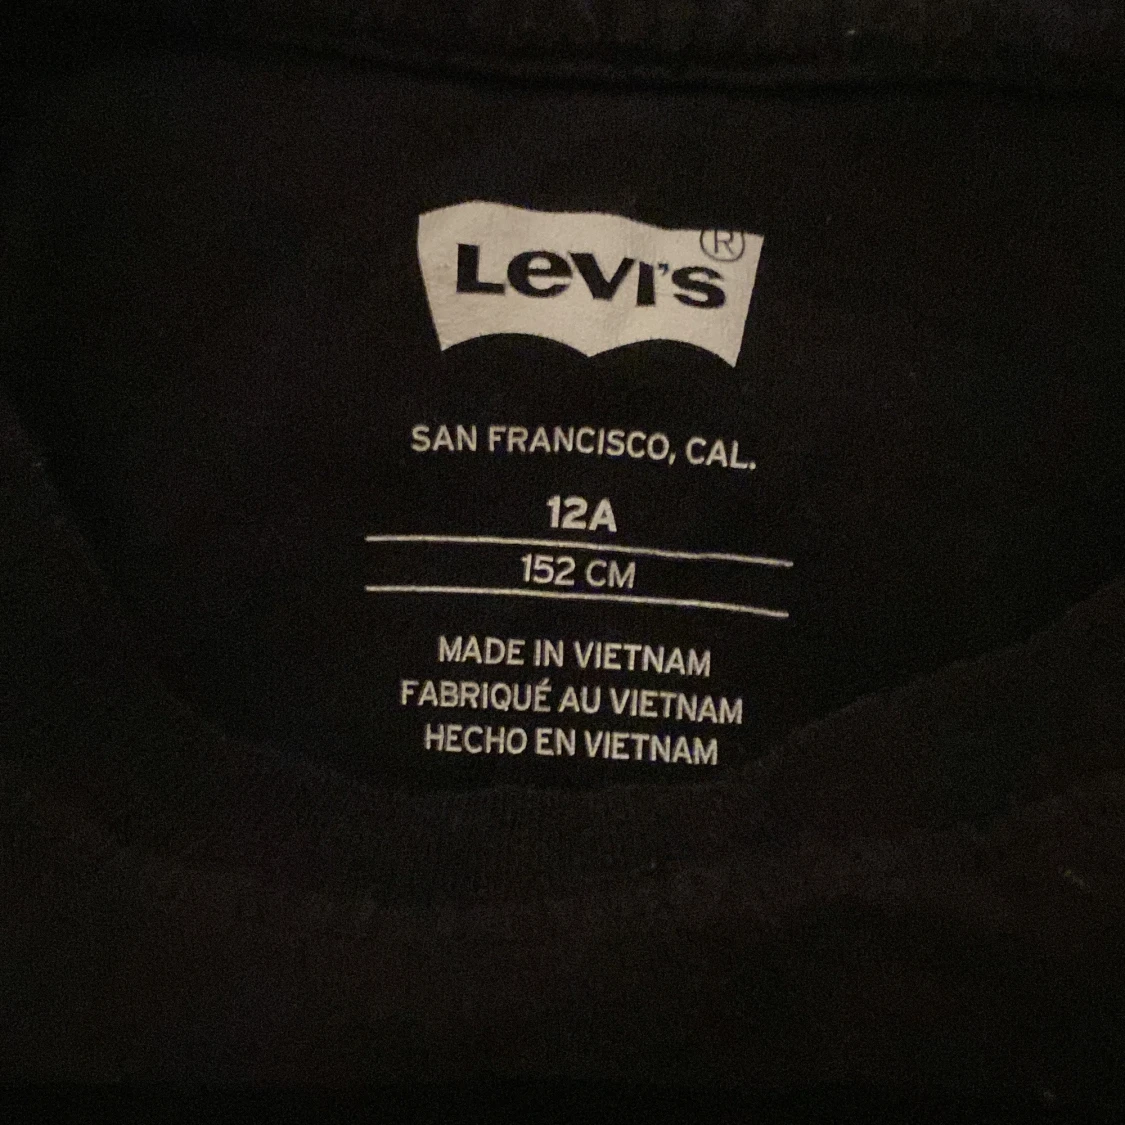 Levi's®
SAN FRANCISCO, CAL.
12A
152 CM
MADE IN VIETNAM
FABRIQUÉ AU VIETNAM
HECHO EN VIETNAM